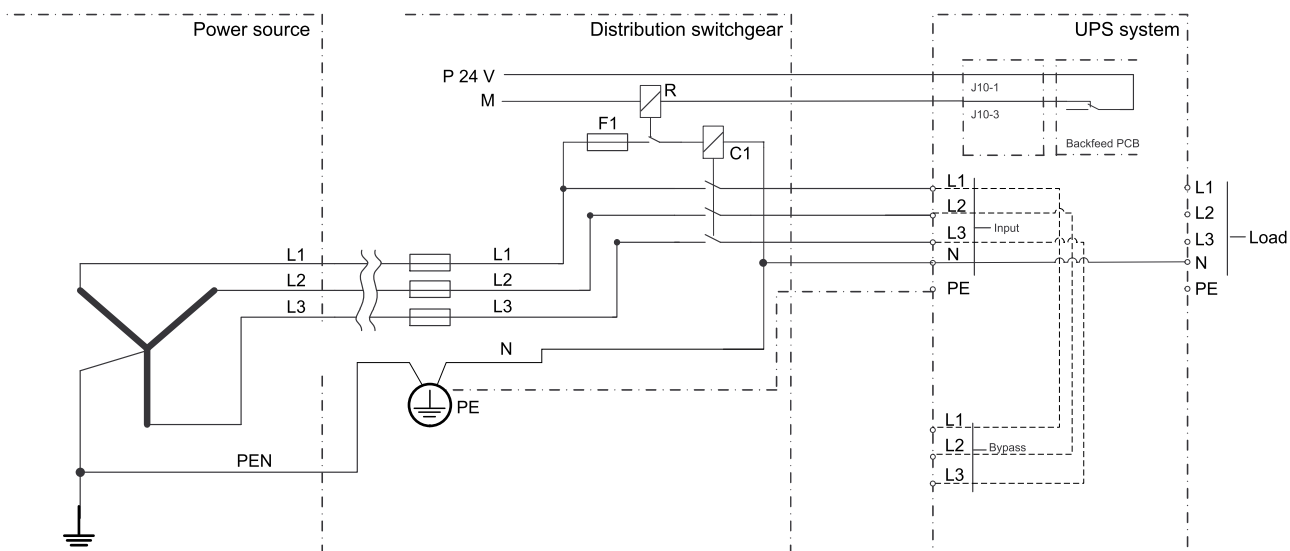 Power source
Distribution switchgear
UPS system
P 24 V
M
R
J10-1
J10-3
F1
C1
Backfeed PCB
L1
L2
L3
N
PE
Input
L1
L2
L3
N
PE
Load
L1
L2
L3
L1
L2
L3
N
PE
PEN
L1
L2
L3
Bypass